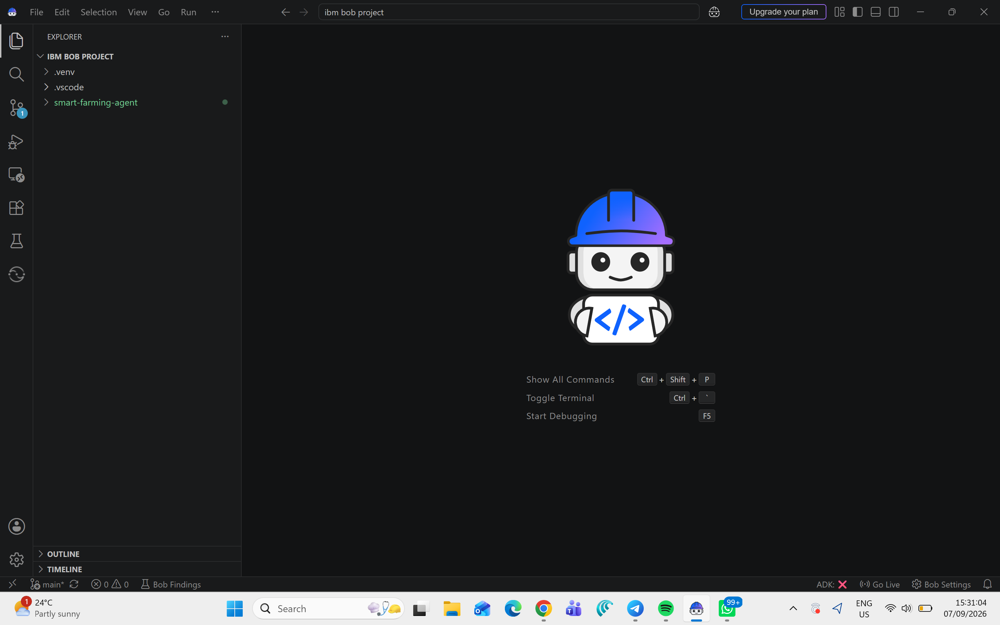 File Edit Selection View Go Run ibm bob project Upgrade your plan
EXPLORER
IBM BOB PROJECT
.venv
.vscode
smart-farming-agent
1
</>
Show All Commands Ctrl + Shift + P
Toggle Terminal Ctrl + `
Start Debugging F5
OUTLINE
TIMELINE
main* 0 0 Bob Findings ADK: ❌ Go Live Bob Settings
1 24°C
Partly sunny
Search
99+
ENG
US
15:31:04
07/09/2026